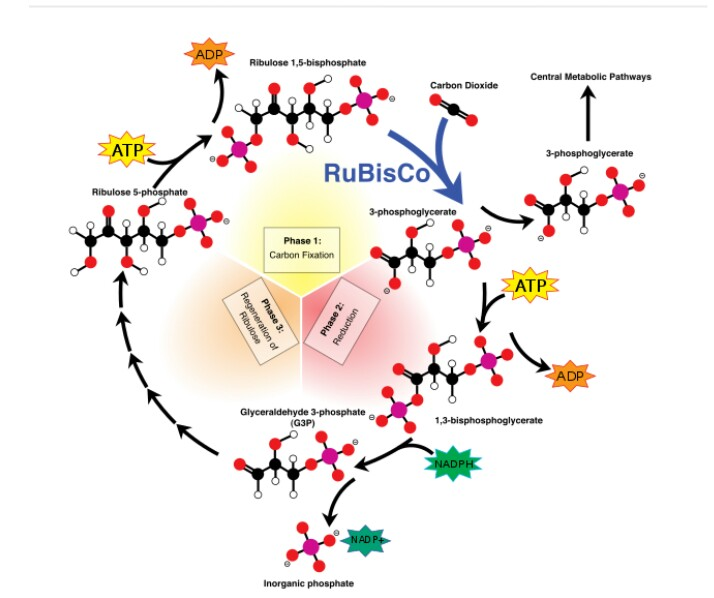 ADP
Ribulose 1,5-bisphosphate
Carbon Dioxide
Central Metabolic Pathways
ATP
RuBisCo
3-phosphoglycerate
Ribulose 5-phosphate
3-phosphoglycerate
Phase 1:
Carbon Fixation
ATP
Phase 3:
Regeneration of
Ribulose
Phase 2:
Reduction
ADP
Glyceraldehyde 3-phosphate
(G3P)
1,3-bisphosphoglycerate
NADPH
NADP+
Inorganic phosphate